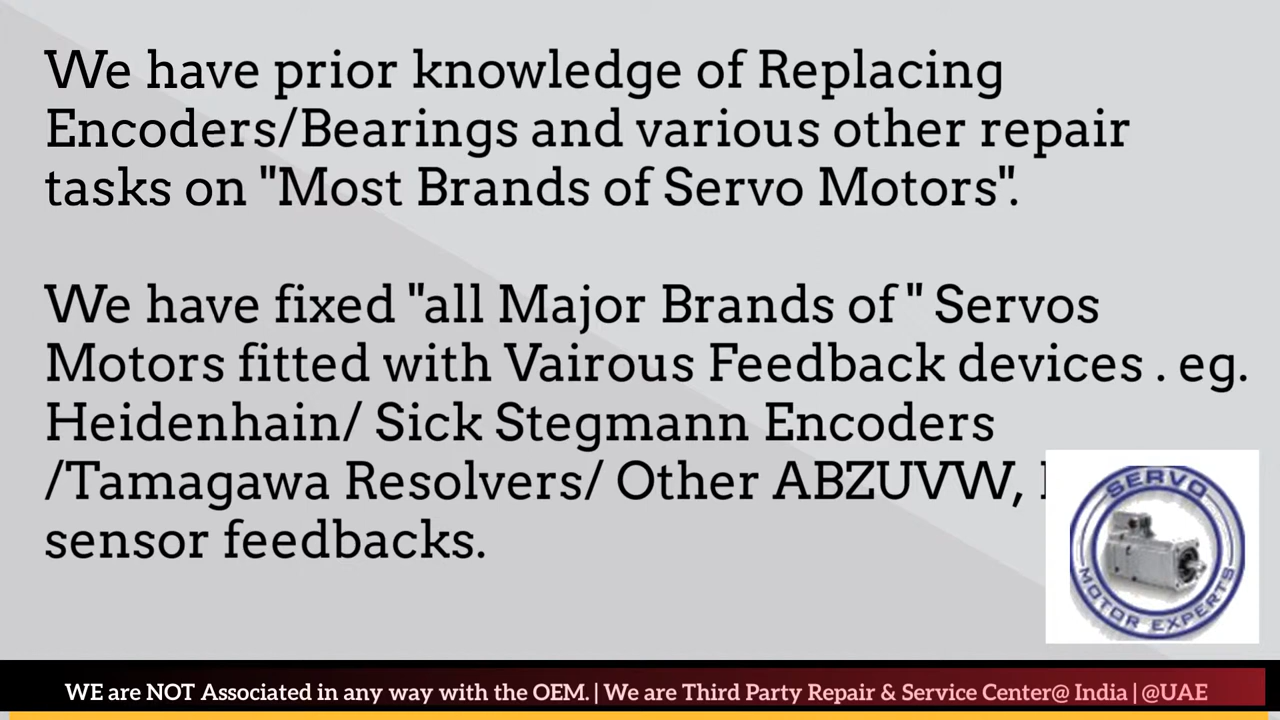 We have prior knowledge of Replacing
Encoders/Bearings and various other repair
tasks on "Most Brands of Servo Motors".
We have fixed "all Major Brands of " Servos
Motors fitted with Vairous Feedback devices . eg.
Heidenhain/ Sick Stegmann Encoders
/Tamagawa Resolvers/ Other ABZUVW,
sensor feedbacks.
SERVO
MOTOR EXPERTS
WE are NOT Associated in any way with the OEM. | We are Third Party Repair & Service Center@ India | @UAE